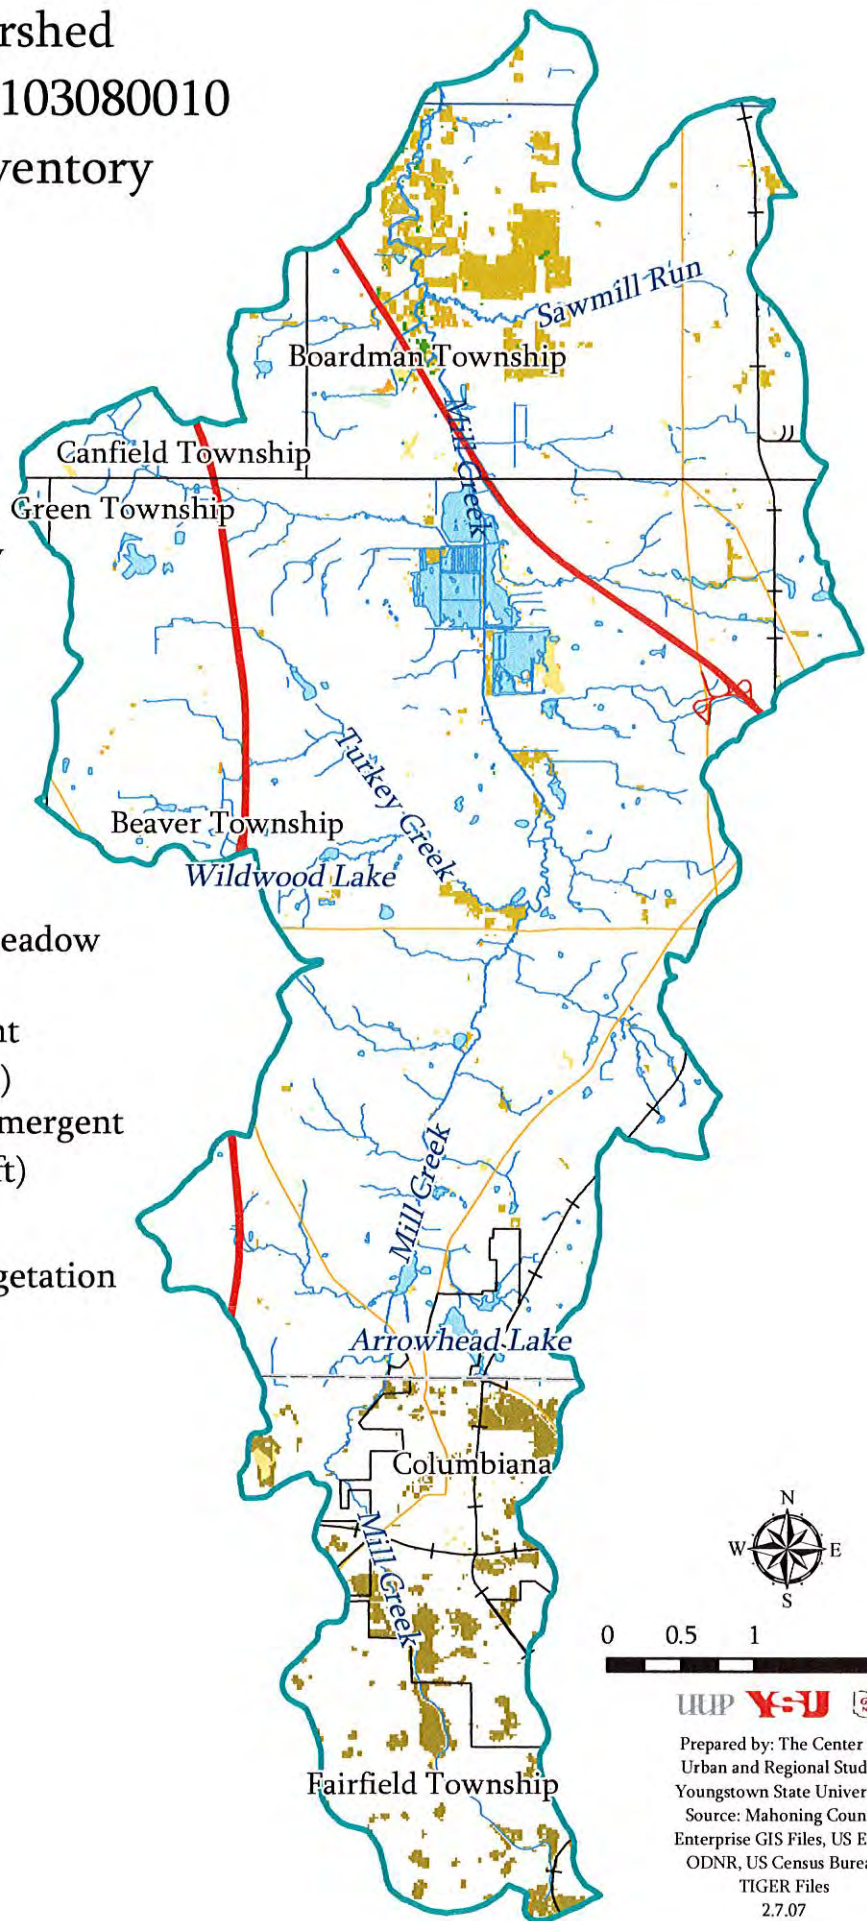 rshed
103080010
ventory
Sawmill Run
Boardman Township
Mill Creek
Canfield Township
Green Township
y
Turkey Creek
Beaver Township
Wildwood Lake
eadow
nt
)
mergent
ft)
Mill Creek
getation
Arrowhead Lake
Columbiana
Mill Creek
N
W E
S
0 0.5 1
UUP YSU
Prepared by: The Center
Urban and Regional Stud
Youngstown State Univer
Source: Mahoning Coun
Enterprise GIS Files, US E
ODNR, US Census Burea
TIGER Files
2.7.07
Fairfield Township